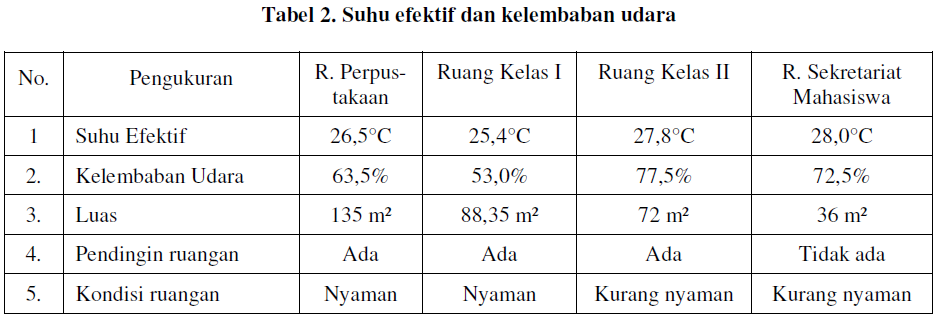 Tabel 2. Suhu efektif dan kelembaban udara
No. Pengukuran R. Perpus-takaan Ruang Kelas I Ruang Kelas II R. Sekretariat Mahasiswa
1 Suhu Efektif 26,5°C 25,4°C 27,8°C 28,0°C
2. Kelembaban Udara 63,5% 53,0% 77,5% 72,5%
3. Luas 135 m² 88,35 m² 72 m² 36 m²
4. Pendingin ruangan Ada Ada Ada Tidak ada
5. Kondisi ruangan Nyaman Nyaman Kurang nyaman Kurang nyaman